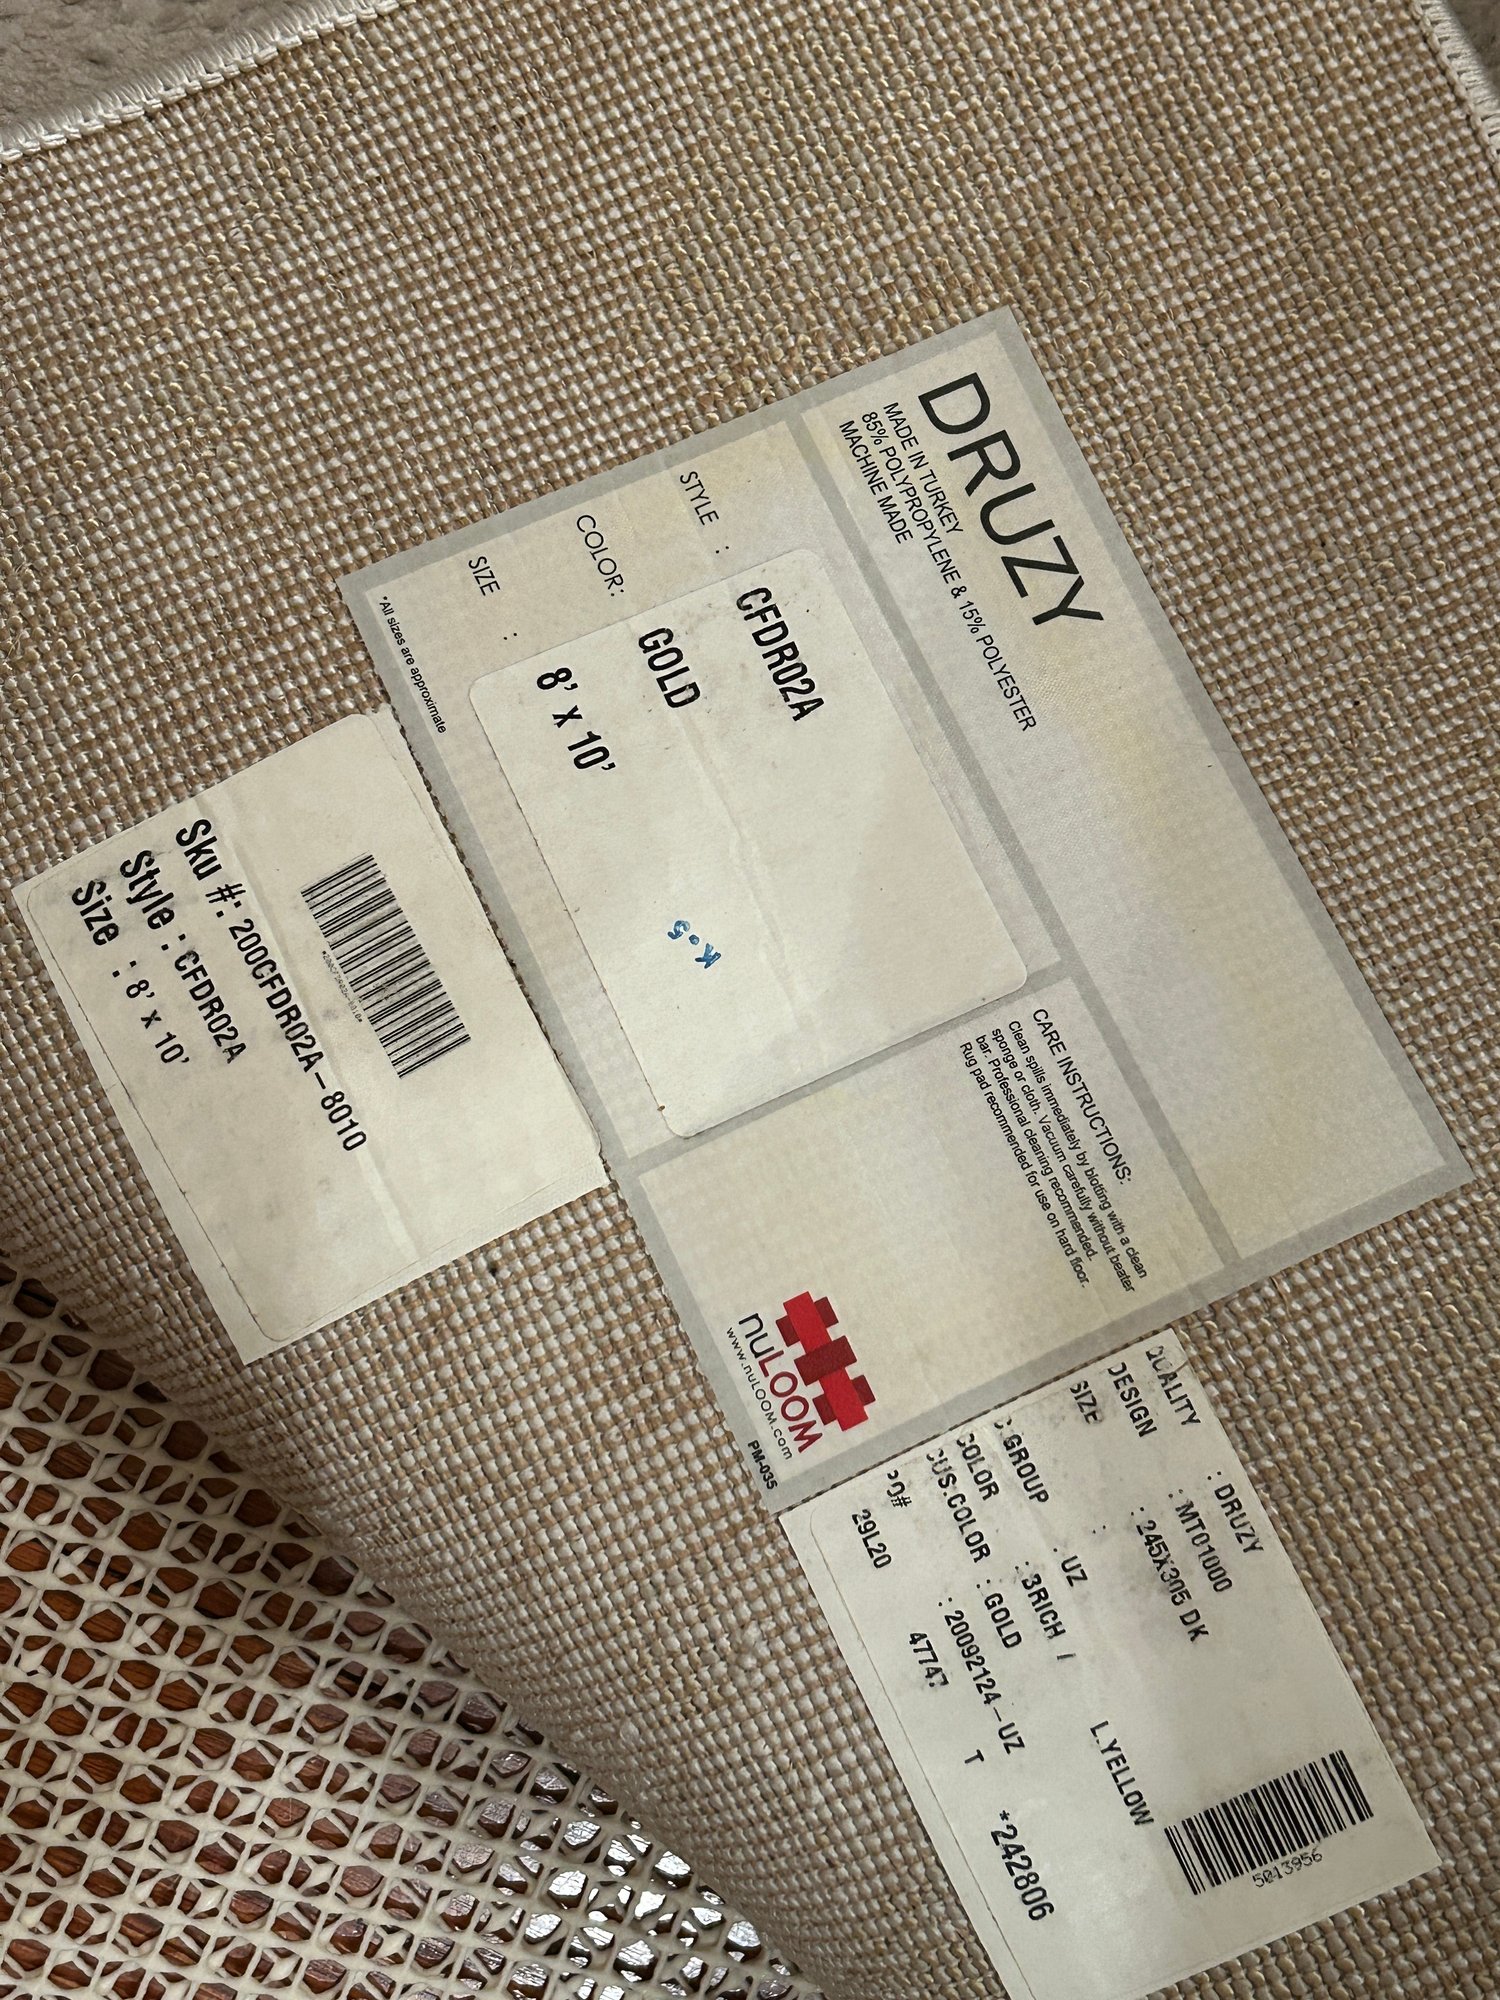 DRUZY
MADE IN TURKEY
85% POLYPROPYLENE & 15% POLYESTER
MACHINE MADE
STYLE : CFDR02A
COLOR: GOLD
SIZE : 8' x 10'
*All sizes are approximate
K.5
CARE INSTRUCTIONS:
Clean spills immediately by blotting with a clean
sponge or cloth. Vacuum carefully without beater
bar. Professional cleaning recommended.
Rug pad recommended for use on hard floor.
nuLOOM
www.nuLOOM.com
PM-035
Sku #: 200CFDR02A-8010
Style : CFDR02A
Size : 8' x 10'
QUALITY : DRUZY
DESIGN : MT01000
SIZE : 245X305 DK
C GROUP : UZ
COLOR : 3RICH / L.YELLOW
CUS.COLOR : GOLD
PO# : 20092124-UZ
29L20 47747 T *242806
5013956